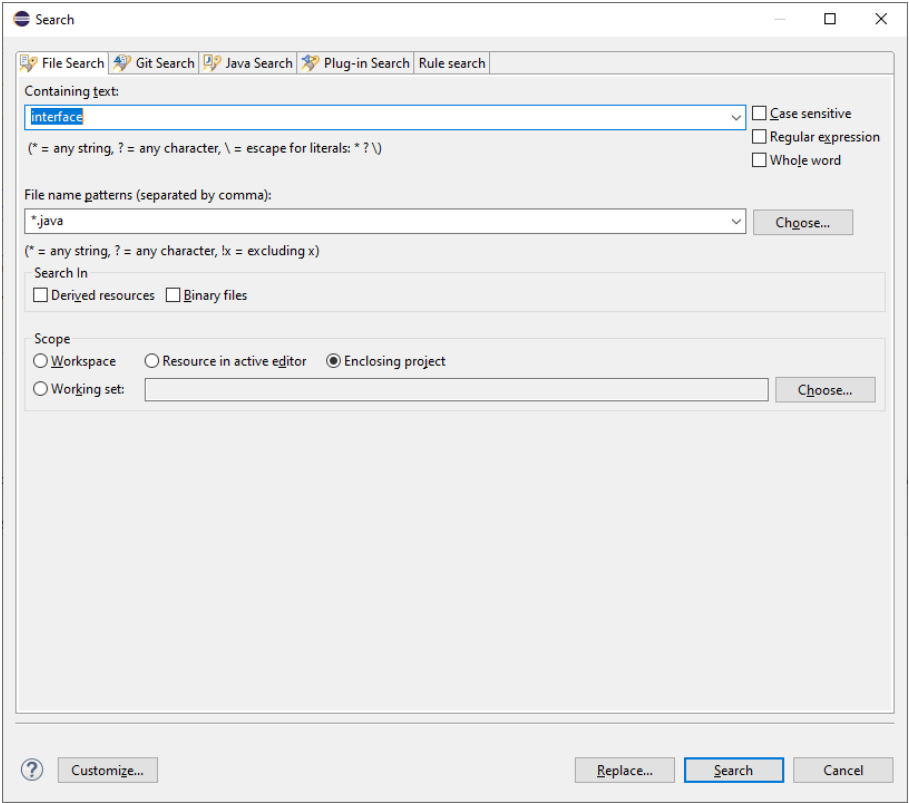 Search
File Search Git Search Java Search Plug-in Search Rule search
Containing text:
interface
Case sensitive
Regular expression
(* = any string, ? = any character, \ = escape for literals: * ? \)
Whole word
File name patterns (separated by comma):
*.java
Choose...
(* = any string, ? = any character, !x = excluding x)
Search In
Derived resources Binary files
Scope
Workspace Resource in active editor Enclosing project
Working set: Choose...
? Customize... Replace... Search Cancel